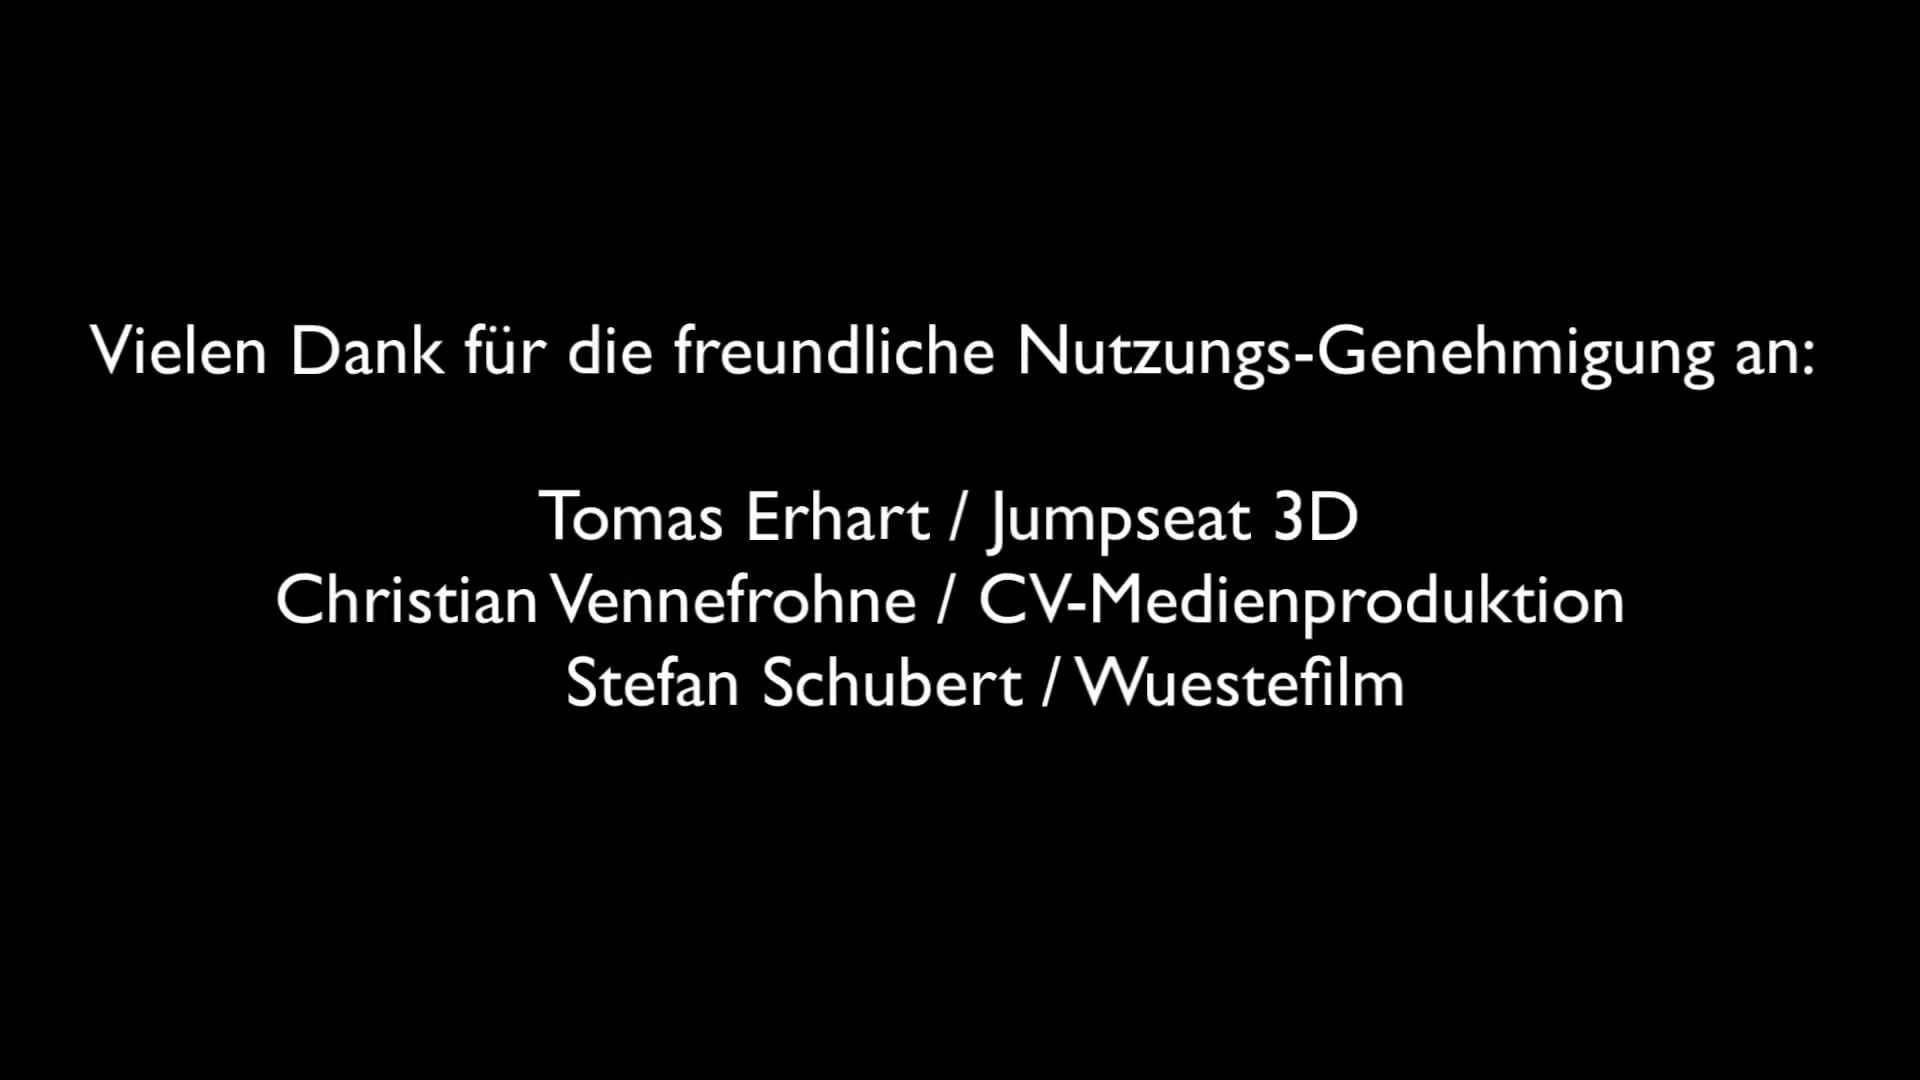 Vielen Dank für die freundliche Nutzungs-Genehmigung an:
Tomas Erhart / Jumpseat 3D
Christian Vennefrohne / CV-Medienproduktion
Stefan Schubert / Wuestefilm